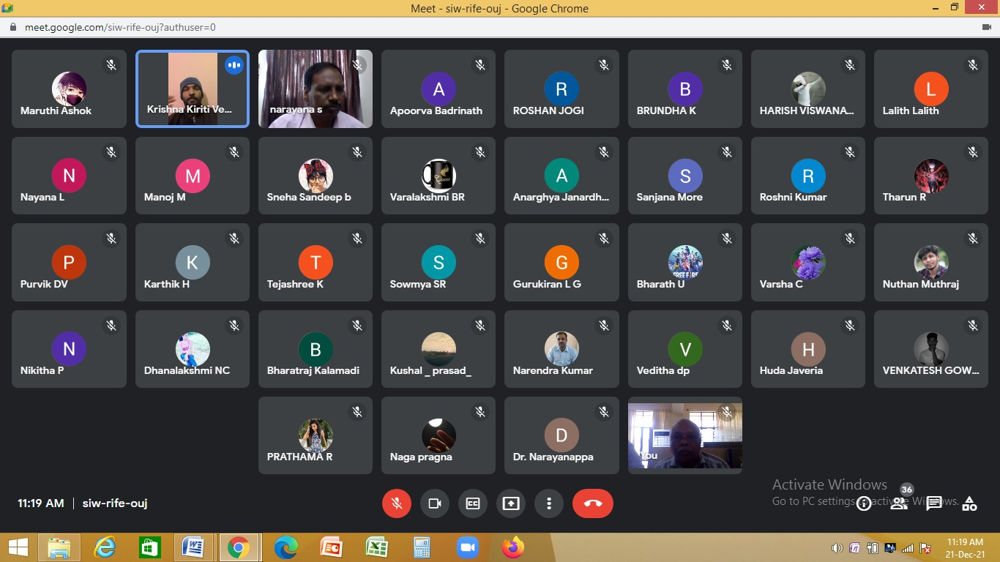 Meet - siw-rife-ouj - Google Chrome
meet.google.com/siw-rife-ouj?authuser=0
Maruthi Ashok
Krishna Kiriti Ve...
narayana s
A
Apoorva Badrinath
R
ROSHAN JOGI
B
BRUNDHA K
HARISH VISWANA...
L
Lalith Lalith
N
Nayana L
M
Manoj M
Sneha Sandeep b
Queen
Varalakshmi BR
A
Anarghya Janardh...
S
Sanjana More
R
Roshni Kumar
Tharun R
P
Purvik DV
K
Karthik H
T
Tejashree K
S
Sowmya SR
G
Gurukiran L G
FREE FIRE
Bharath U
Varsha C
Nuthan Muthraj
N
Nikitha P
Dhanalakshmi NC
B
Bharatraj Kalamadi
Kushal _ prasad_
Narendra Kumar
V
Veditha dp
H
Huda Javeria
VENKATESH GOW...
PRATHAMA R
Naga pragna
D
Dr. Narayanappa
You
11:19 AM | siw-rife-ouj
CC
Activate Windows
36
Go to PC settings to activate Windows.
11:19 AM
21-Dec-21